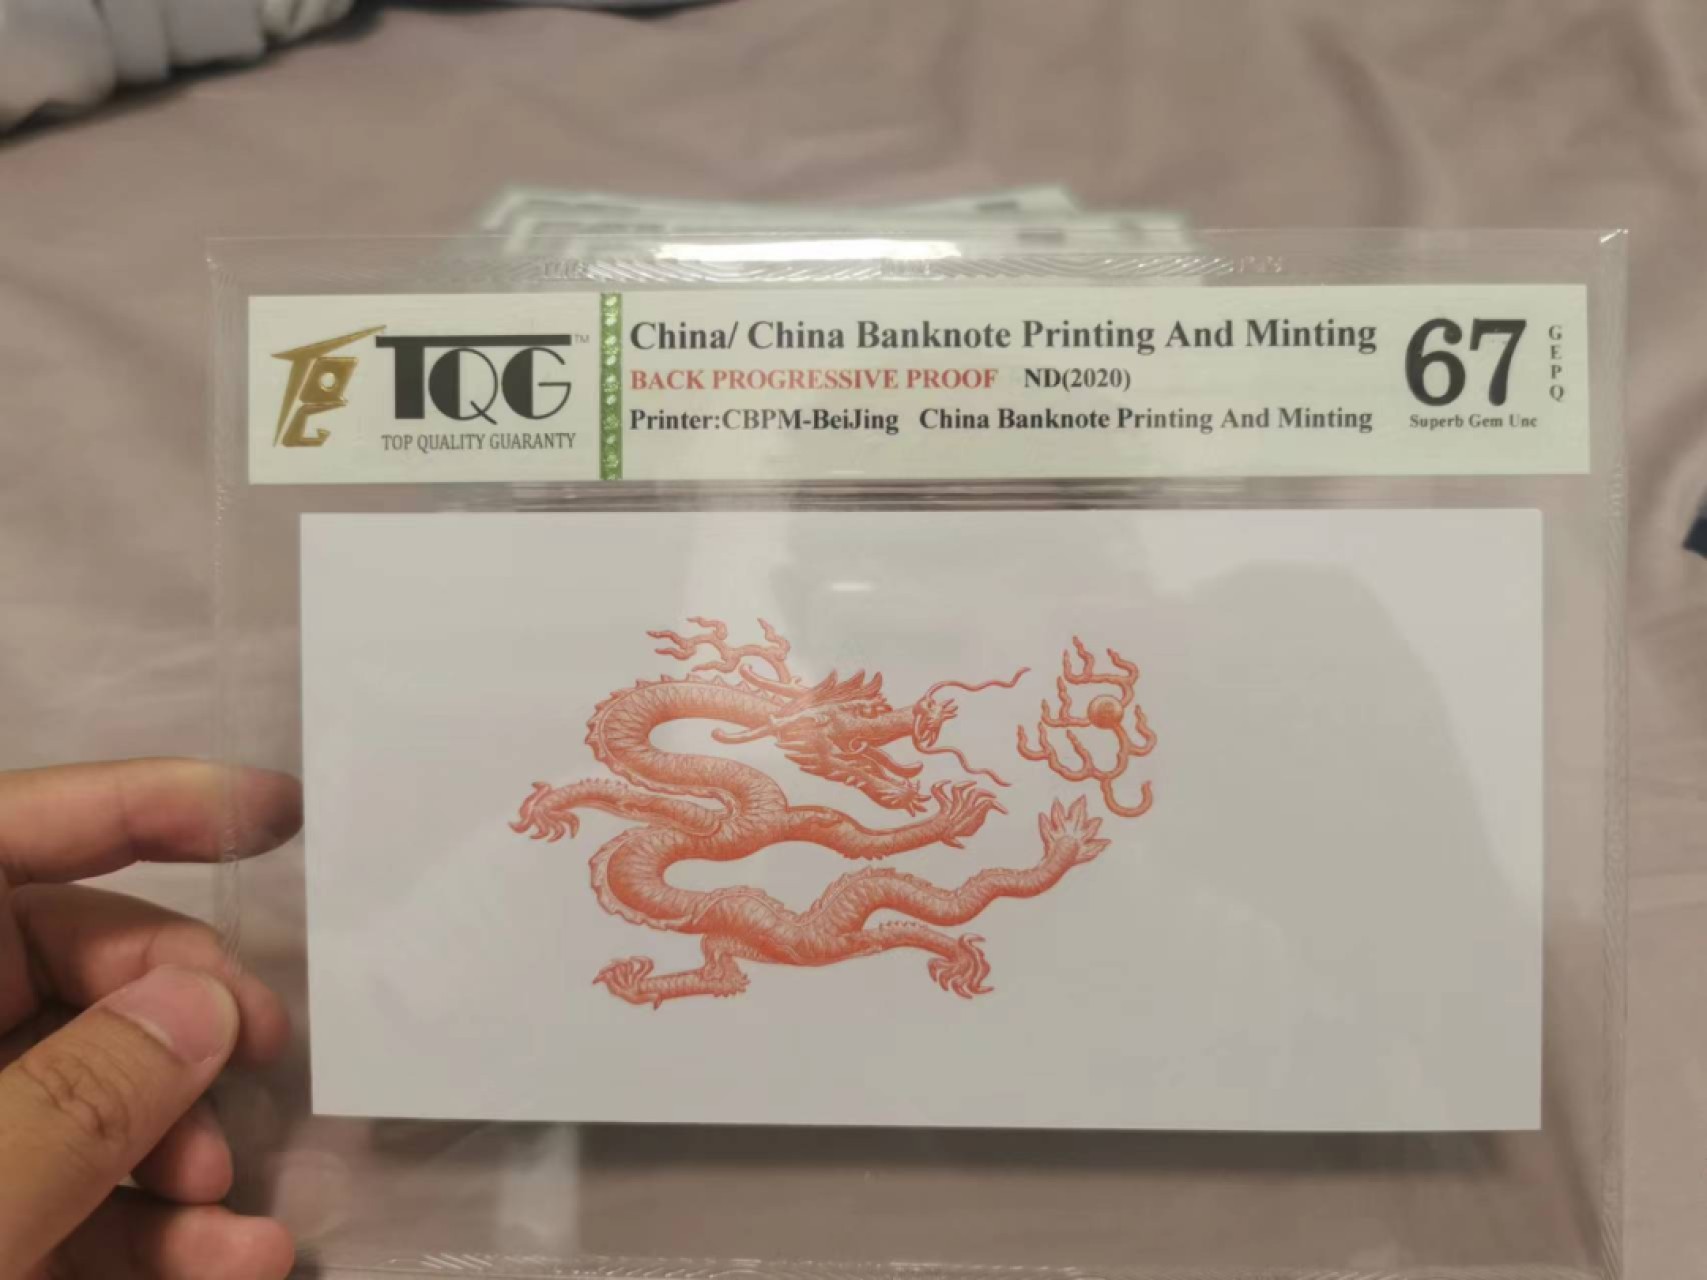 TQG™
TOP QUALITY GUARANTY
China/ China Banknote Printing And Minting
BACK PROGRESSIVE PROOF ND(2020)
Printer:CBPM-BeiJing China Banknote Printing And Minting
67
Superb Gem Unc
GEPQ